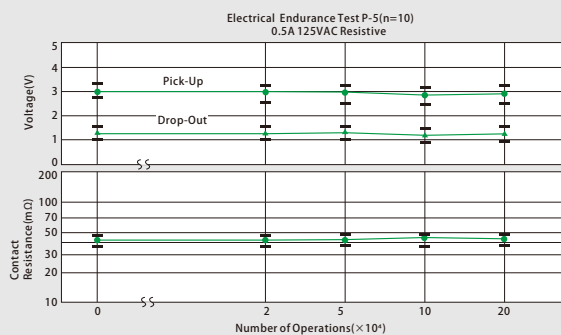 Electrical Endurance Test P-5(n=10)
0.5A 125VAC Resistive
Voltage(V)
5
4
3
2
1
0
Pick-Up
Drop-Out
Contact
Resistance(mΩ)
200
100
70
50
30
20
10
0
2
5
10
20
Number of Operations(×10⁴)